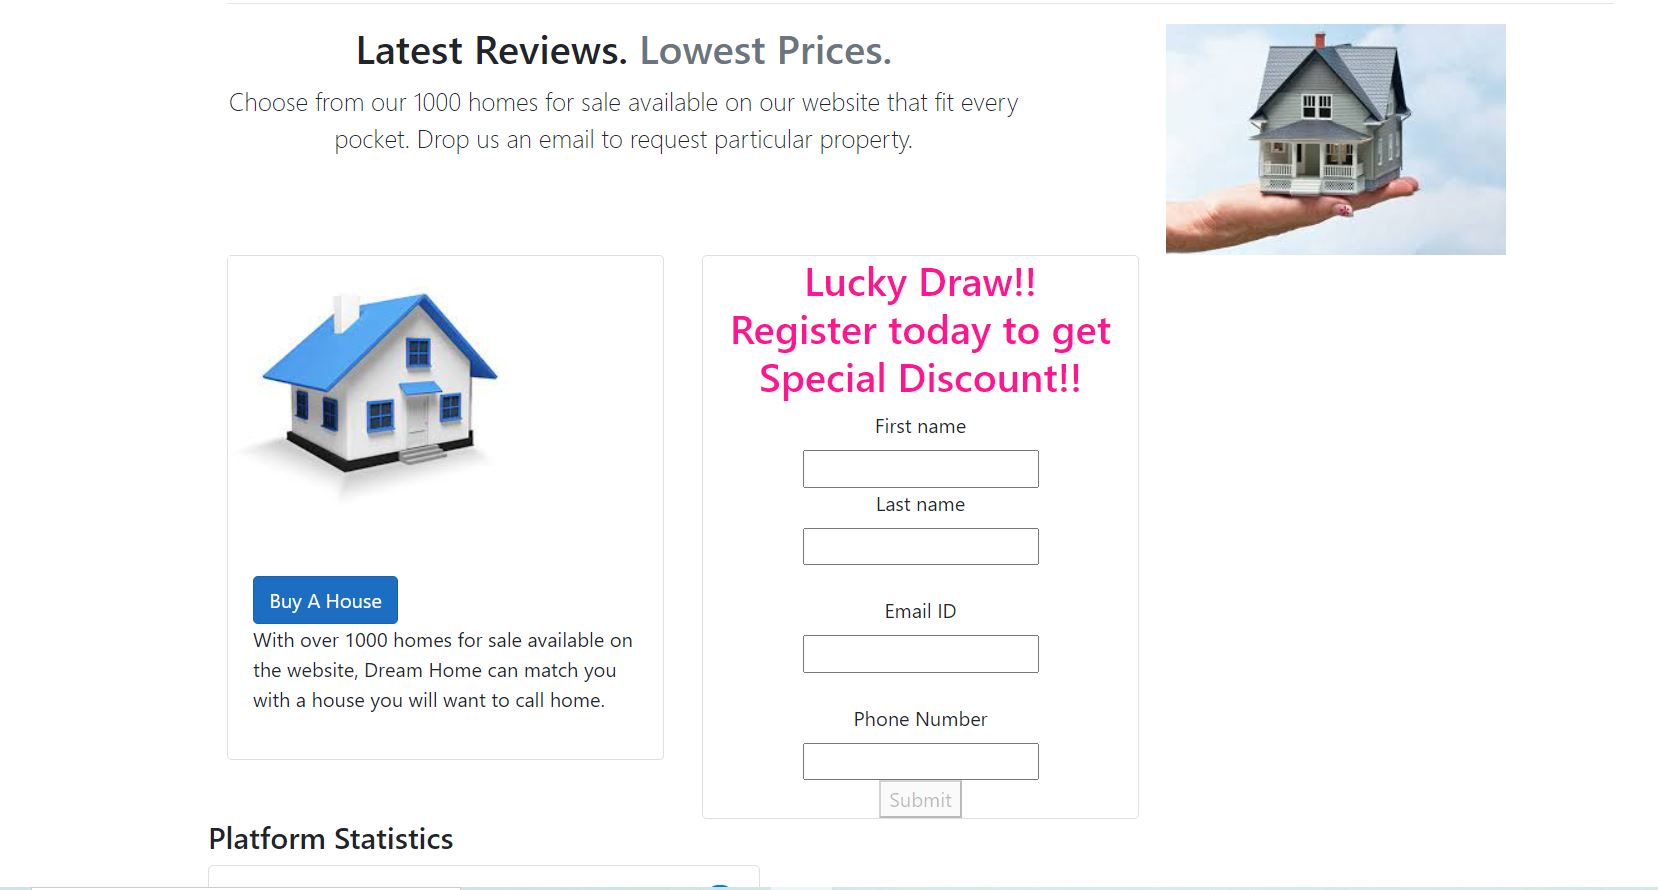 Latest Reviews. Lowest Prices.
Choose from our 1000 homes for sale available on our website that fit every
pocket. Drop us an email to request particular property.
Buy A House
With over 1000 homes for sale available on
the website, Dream Home can match you
with a house you will want to call home.
Lucky Draw!!
Register today to get
Special Discount!!
First name
Last name
Email ID
Phone Number
Submit
Platform Statistics